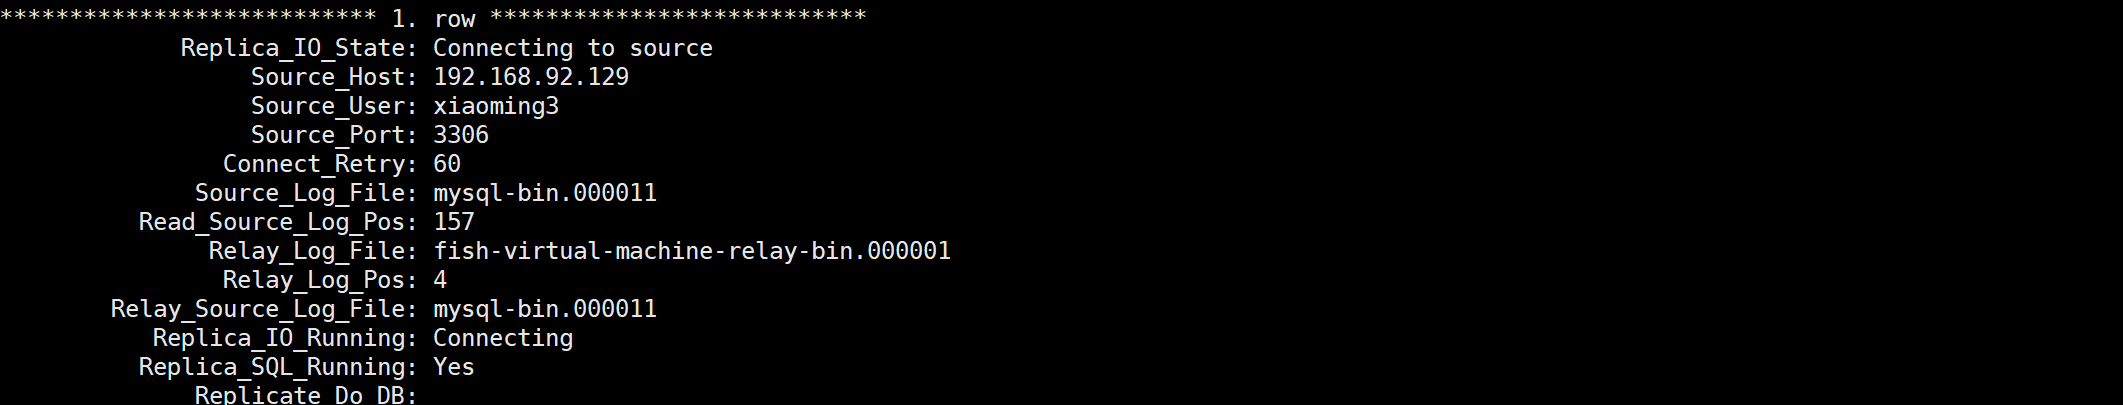 *************************** 1. row ***************************
Replica_IO_State: Connecting to source
Source_Host: 192.168.92.129
Source_User: xiaoming3
Source_Port: 3306
Connect_Retry: 60
Source_Log_File: mysql-bin.000011
Read_Source_Log_Pos: 157
Relay_Log_File: fish-virtual-machine-relay-bin.000001
Relay_Log_Pos: 4
Relay_Source_Log_File: mysql-bin.000011
Replica_IO_Running: Connecting
Replica_SQL_Running: Yes
Replicate_Do_DB: